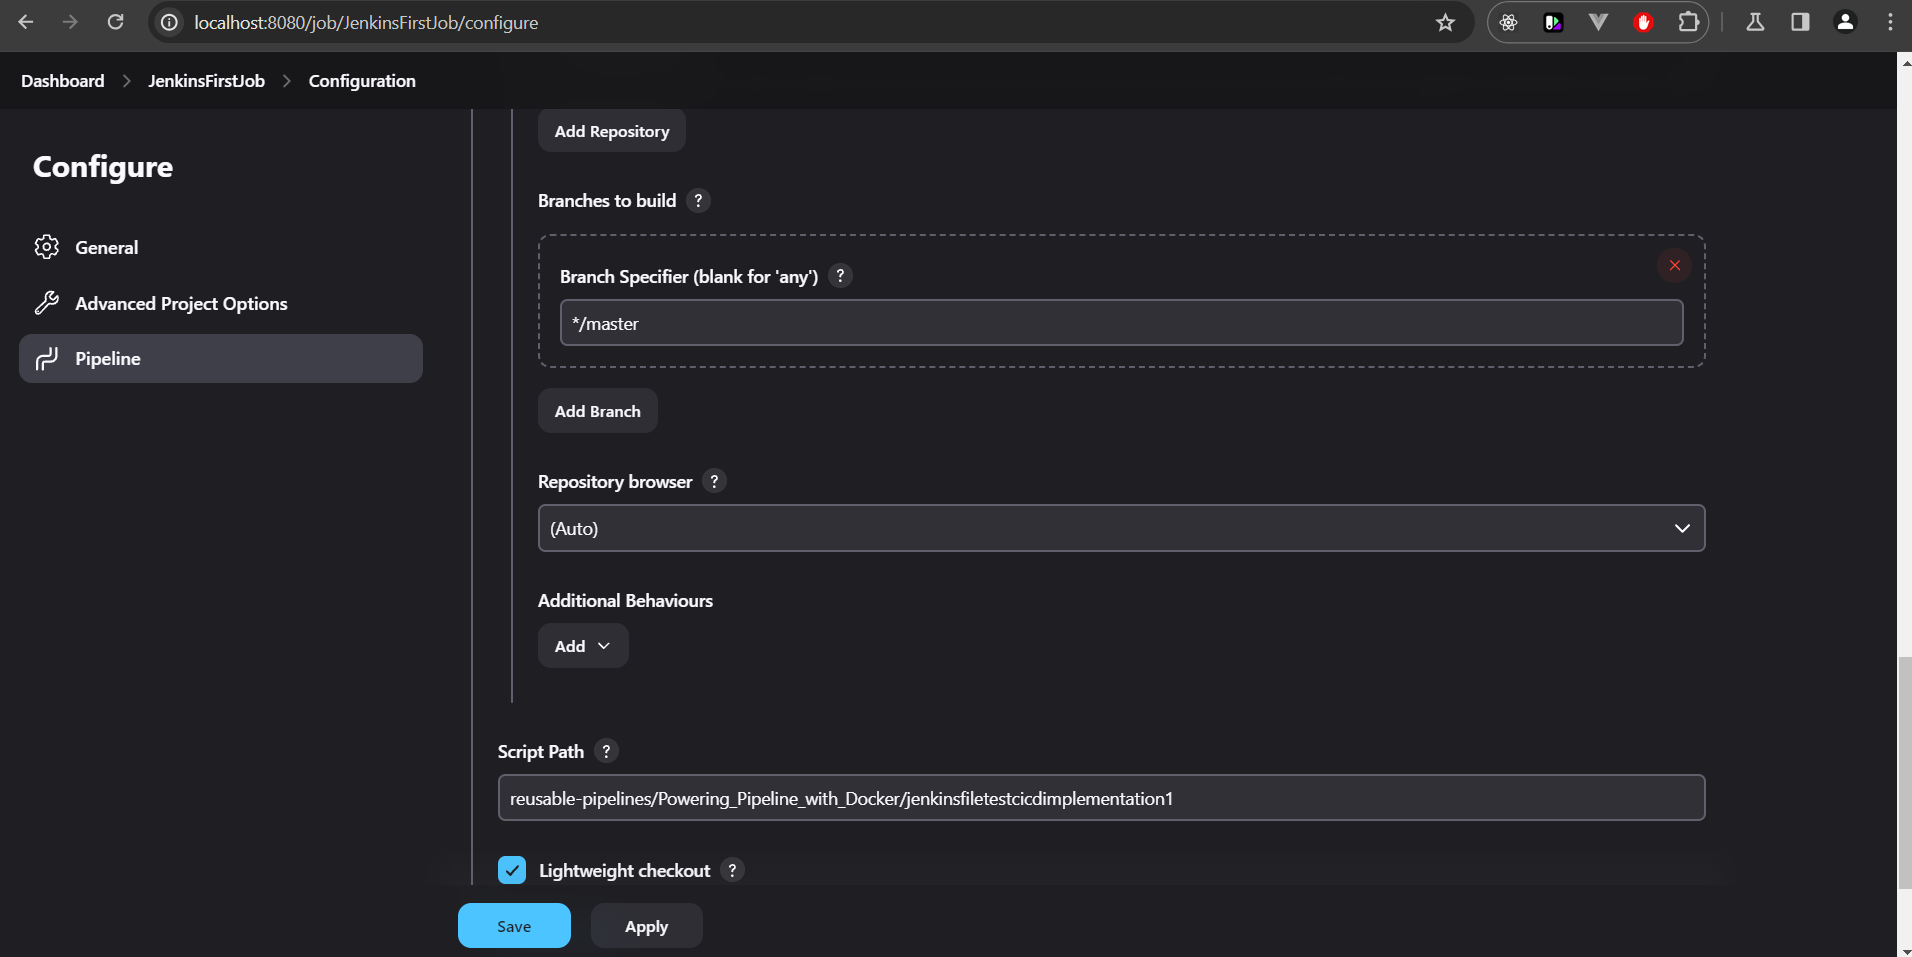 localhost:8080/job/JenkinsFirstJob/configure
Dashboard > JenkinsFirstJob > Configuration
Configure
General
Advanced Project Options
Pipeline
Add Repository
Branches to build ?
Branch Specifier (blank for 'any') ?
*/master
Add Branch
Repository browser ?
(Auto)
Additional Behaviours
Add
Script Path ?
reusable-pipelines/Powering_Pipeline_with_Docker/jenkinsfiletestcicdimplementation1
Lightweight checkout ?
Save Apply